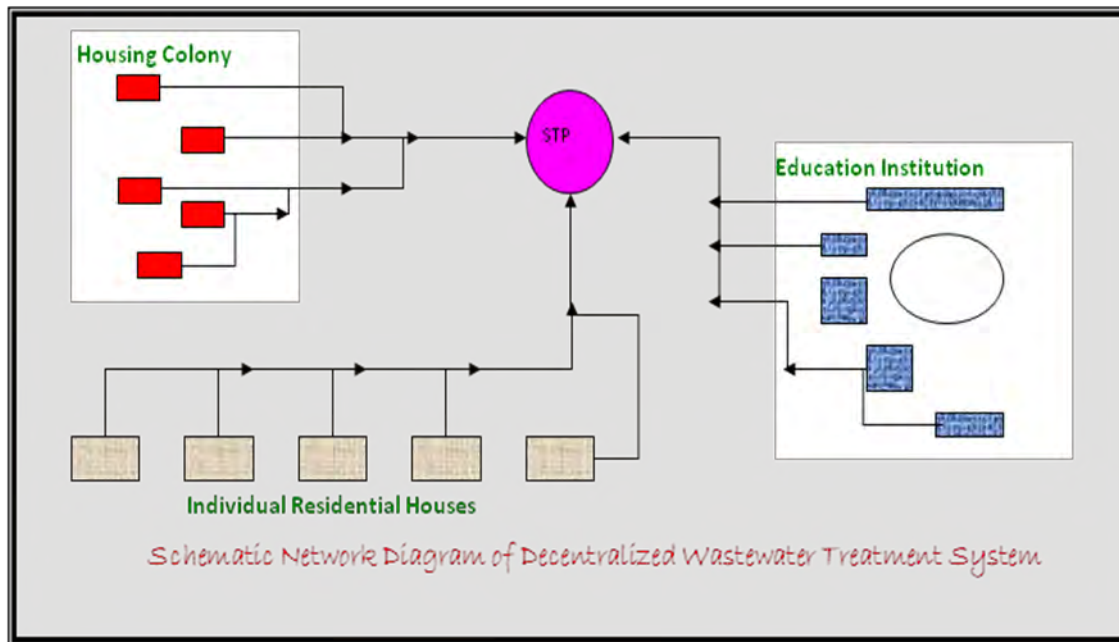 Housing Colony
STP
Education Institution
Individual Residential Houses
Schematic Network Diagram of Decentralized Wastewater Treatment System